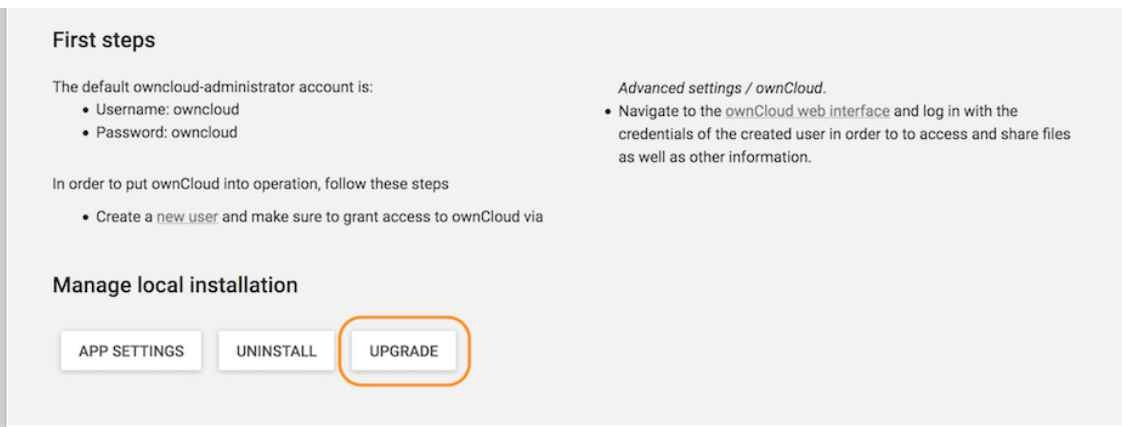 First steps
The default owncloud-administrator account is:
• Username: owncloud
• Password: owncloud
In order to put ownCloud into operation, follow these steps
• Create a new user and make sure to grant access to ownCloud via
Advanced settings / ownCloud.
• Navigate to the ownCloud web interface and log in with the
credentials of the created user in order to to access and share files
as well as other information.
Manage local installation
APP SETTINGS
UNINSTALL
UPGRADE